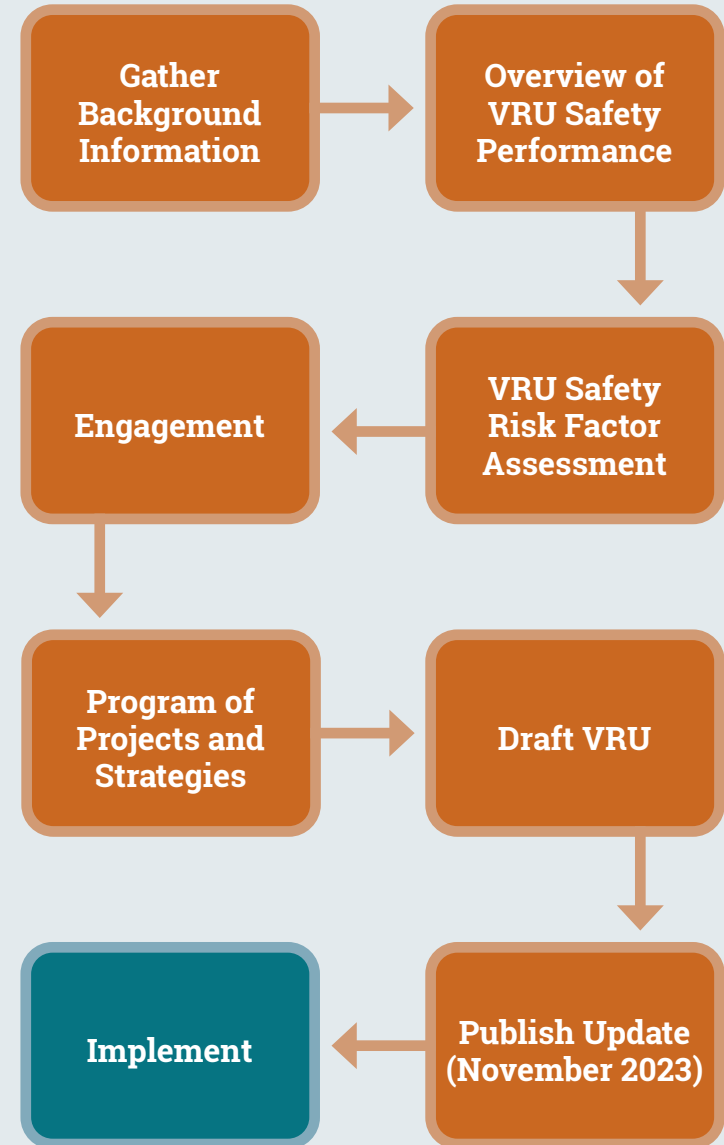 Gather
Background
Information
Overview of
VRU Safety
Performance
VRU Safety
Risk Factor
Assessment
Engagement
Program of
Projects and
Strategies
Draft VRU
Publish Update
(November 2023)
Implement